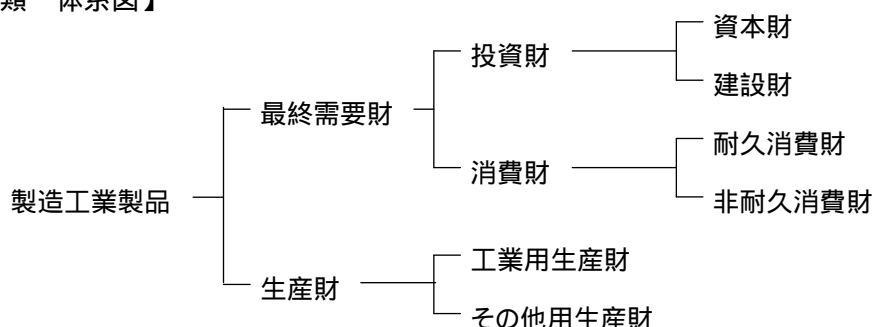 類 体系図】
資本財
投資財
建設財
最終需要財
耐久消費財
消費財
非耐久消費財
製造工業製品
工業用生産財
生産財
その他用生産財